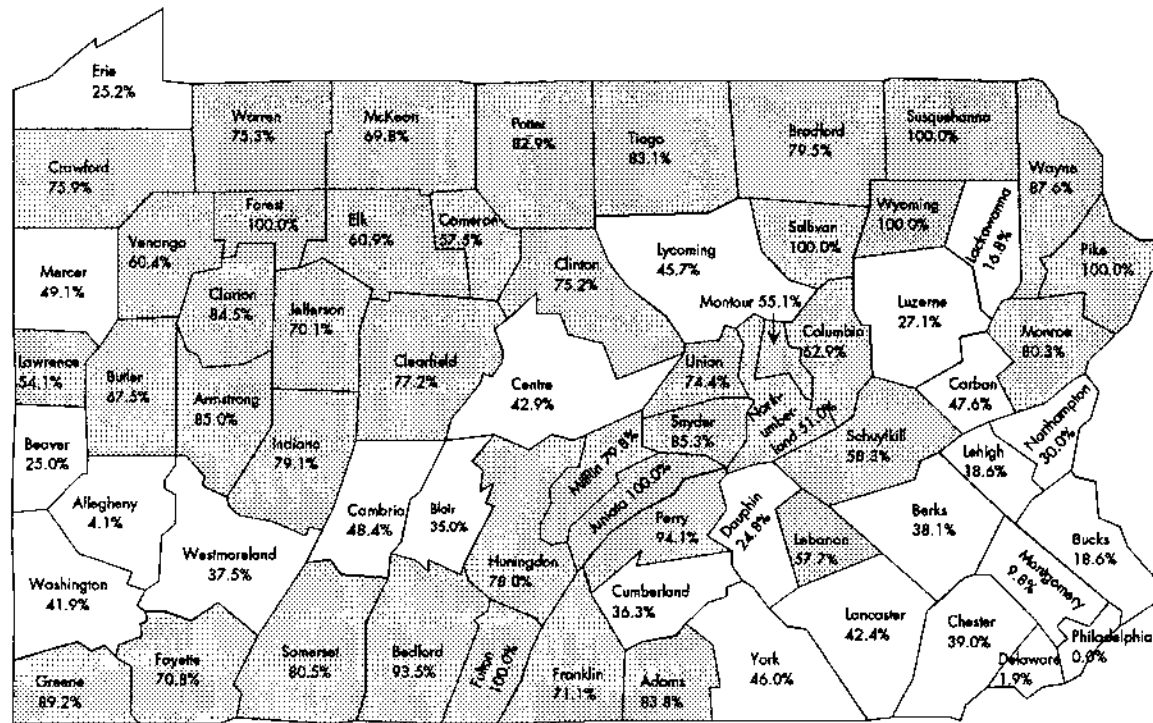 Erie
25.2%
Warren
75.3%
McKean
69.8%
Potter
82.9%
Tioga
83.1%
Bradford
79.5%
Susquehanna
100.0%
Wayne
87.6%
Crawford
75.9%
Forest
100.0%
Elk
60.9%
Cameron
57.5%
Wyoming
100.0%
Lackawanna
16.8%
Venango
60.4%
Sullivan
100.0%
Lycoming
45.7%
Clinton
75.2%
Pike
100.0%
Mercer
49.1%
Clarion
84.5%
Jefferson
70.1%
Montour 55.1%
Luzerne
27.1%
Columbia
62.9%
Monroe
80.3%
Lawrence
54.1%
Butler
67.5%
Armstrong
85.0%
Clearfield
77.2%
Centre
42.9%
Union
74.4%
Carbon
47.6%
Northampton
30.0%
Snyder
85.3%
North-
umber-
land 51.0%
Schuylkill
58.3%
Lehigh
18.6%
Beaver
25.0%
Indiana
79.1%
Mifflin 79.8%
Juniata 100.0%
Allegheny
4.1%
Cambria
48.4%
Blair
35.0%
Perry
94.1%
Dauphin
24.8%
Berks
38.1%
Bucks
18.6%
Westmoreland
37.5%
Huningdon
78.0%
Lebanon
57.7%
Montgomery
9.8%
Washington
41.9%
Cumberland
36.3%
Lancaster
42.4%
Chester
39.0%
Philadelphia
0.0%
Greene
89.2%
Fayette
70.8%
Somerset
80.5%
Bedford
93.5%
Fulton
100.0%
Franklin
71.1%
Adams
83.8%
York
46.0%
Delaware
1.9%